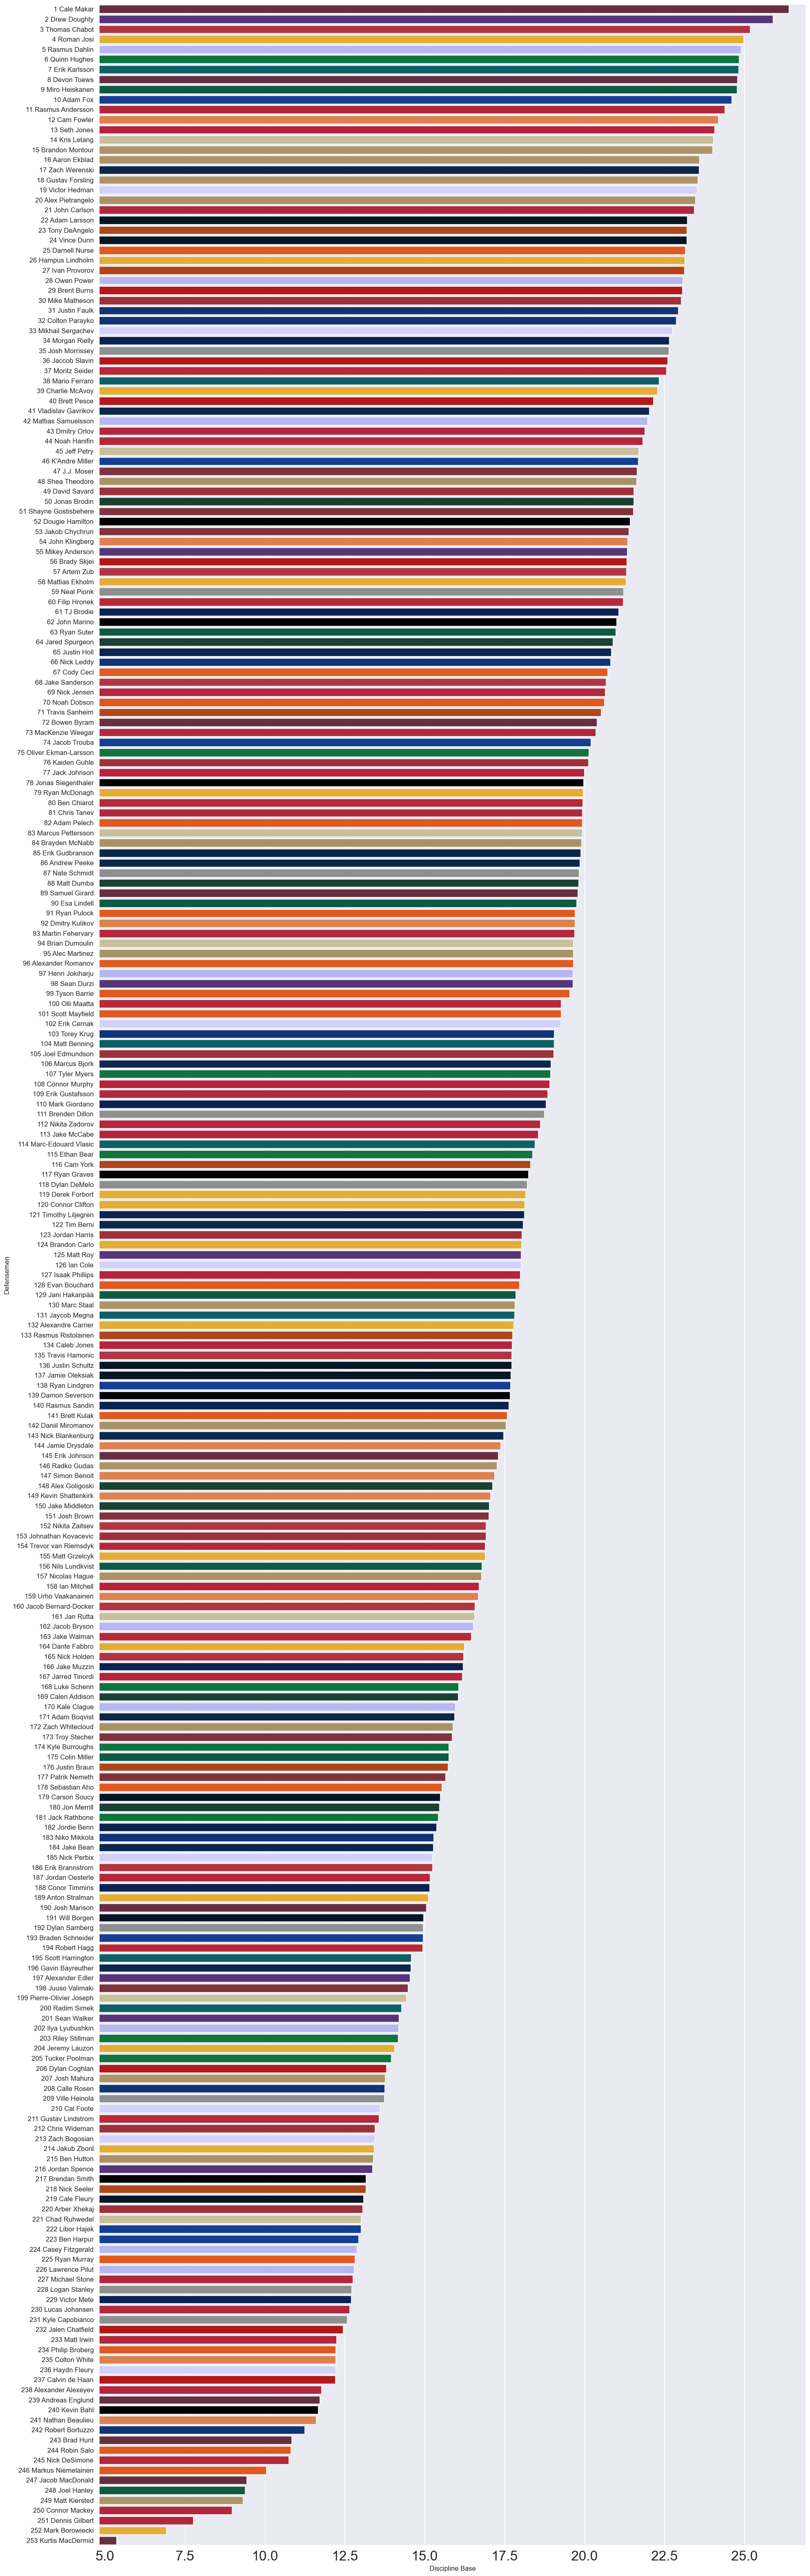 1 Cale Makar
2 Drew Doughty
3 Thomas Chabot
4 Roman Josi
5 Rasmus Dahlin
6 Quinn Hughes
7 Erik Karlsson
8 Devon Toews
9 Miro Heiskanen
10 Adam Fox
11 Rasmus Andersson
12 Cam Fowler
13 Seth Jones
14 Kris Letang
15 Brandon Montour
16 Aaron Ekblad
17 Zach Werenski
18 Gustav Forsling
19 Victor Hedman
20 Alex Pietrangelo
21 John Carlson
22 Adam Larsson
23 Tony DeAngelo
24 Vince Dunn
25 Darnell Nurse
26 Hampus Lindholm
27 Ivan Provorov
28 Owen Power
29 Brent Burns
30 Mike Matheson
31 Justin Faulk
32 Colton Parayko
33 Mikhail Sergachev
34 Morgan Rielly
35 Josh Morrissey
36 Jaccob Slavin
37 Moritz Seider
38 Mario Ferraro
39 Charlie McAvoy
40 Brett Pesce
41 Vladislav Gavrikov
42 Mattias Samuelsson
43 Dmitry Orlov
44 Noah Hanifin
45 Jeff Petry
46 K'Andre Miller
47 J.J. Moser
48 Shea Theodore
49 David Savard
50 Jonas Brodin
51 Shayne Gostisbehere
52 Dougie Hamilton
53 Jakob Chychrun
54 John Klingberg
55 Mikey Anderson
56 Brady Skjei
57 Artem Zub
58 Mattias Ekholm
59 Neal Pionk
60 Filip Hronek
61 TJ Brodie
62 John Marino
63 Ryan Suter
64 Jared Spurgeon
65 Justin Holl
66 Nick Leddy
67 Cody Ceci
68 Jake Sanderson
69 Nick Jensen
70 Noah Dobson
71 Travis Sanheim
72 Bowen Byram
73 MacKenzie Weegar
74 Jacob Trouba
75 Oliver Ekman-Larsson
76 Kaiden Guhle
77 Jack Johnson
78 Jonas Siegenthaler
79 Ryan McDonagh
80 Ben Chiarot
81 Chris Tanev
82 Adam Pelech
83 Marcus Pettersson
84 Brayden McNabb
85 Erik Gudbranson
86 Andrew Peeke
87 Nate Schmidt
88 Matt Dumba
89 Samuel Girard
90 Esa Lindell
91 Ryan Pulock
92 Dmitry Kulikov
93 Martin Fehervary
94 Brian Dumoulin
95 Alec Martinez
96 Alexander Romanov
97 Henri Jokiharju
98 Sean Durzi
99 Tyson Barrie
100 Olli Maatta
101 Scott Mayfield
102 Erik Cernak
103 Torey Krug
104 Matt Benning
105 Joel Edmundson
106 Marcus Bjork
107 Tyler Myers
108 Connor Murphy
109 Erik Gustafsson
110 Mark Giordano
111 Brenden Dillon
112 Nikita Zadorov
113 Jake McCabe
114 Marc-Edouard Vlasic
115 Ethan Bear
116 Cam York
117 Ryan Graves
118 Dylan DeMelo
119 Derek Forbort
120 Connor Clifton
121 Timothy Liljegren
122 Tim Berni
123 Jordan Harris
124 Brandon Carlo
125 Matt Roy
126 Ian Cole
127 Isaak Phillips
128 Evan Bouchard
129 Jani Hakanpää
130 Marc Staal
131 Jaycob Megna
132 Alexandre Carrier
133 Rasmus Ristolainen
134 Caleb Jones
135 Travis Hamonic
136 Justin Schultz
137 Jamie Oleksiak
138 Ryan Lindgren
139 Damon Severson
140 Rasmus Sandin
141 Brett Kulak
142 Daniil Miromanov
143 Nick Blankenburg
144 Jamie Drysdale
145 Erik Johnson
146 Radko Gudas
147 Simon Benoit
148 Alex Goligoski
149 Kevin Shattenkirk
150 Jake Middleton
151 Josh Brown
152 Nikita Zaitsev
153 Johnathan Kovacevic
154 Trevor van Riemsdyk
155 Matt Grzelcyk
156 Nils Lundkvist
157 Nicolas Hague
158 Ian Mitchell
159 Urho Vaakanainen
160 Jacob Bernard-Docker
161 Jan Rutta
162 Jacob Bryson
163 Jake Walman
164 Dante Fabbro
165 Nick Holden
166 Jake Muzzin
167 Jarred Tinordi
168 Luke Schenn
169 Calen Addison
170 Kale Clague
171 Adam Boqvist
172 Zach Whitecloud
173 Troy Stecher
174 Kyle Burroughs
175 Colin Miller
176 Justin Braun
177 Patrik Nemeth
178 Sebastian Aho
179 Carson Soucy
180 Jon Merrill
181 Jack Rathbone
182 Jordie Benn
183 Niko Mikkola
184 Jake Bean
185 Nick Perbix
186 Erik Brannstrom
187 Jordan Oesterle
188 Conor Timmins
189 Anton Stralman
190 Josh Manson
191 Will Borgen
192 Dylan Samberg
193 Braden Schneider
194 Robert Hagg
195 Scott Harrington
196 Gavin Bayreuther
197 Alexander Edler
198 Juuso Valimaki
199 Pierre-Olivier Joseph
200 Radim Simek
201 Sean Walker
202 Ilya Lyubushkin
203 Riley Stillman
204 Jeremy Lauzon
205 Tucker Poolman
206 Dylan Coghlan
207 Josh Mahura
208 Calle Rosen
209 Ville Heinola
210 Cal Foote
211 Gustav Lindstrom
212 Chris Wideman
213 Zach Bogosian
214 Jakub Zboril
215 Ben Hutton
216 Jordan Spence
217 Brendan Smith
218 Nick Seeler
219 Cale Fleury
220 Arber Xhekaj
221 Chad Ruhwedel
222 Libor Hajek
223 Ben Harpur
224 Casey Fitzgerald
225 Ryan Murray
226 Lawrence Pilut
227 Michael Stone
228 Logan Stanley
229 Victor Mete
230 Lucas Johansen
231 Kyle Capobianco
232 Jalen Chatfield
233 Matt Irwin
234 Philip Broberg
235 Colton White
236 Haydn Fleury
237 Calvin de Haan
238 Alexander Alexeyev
239 Andreas Englund
240 Kevin Bahl
241 Nathan Beaulieu
242 Robert Bortuzzo
243 Brad Hunt
244 Robin Salo
245 Nick DeSimone
246 Markus Niemelainen
247 Jacob MacDonald
248 Joel Hanley
249 Matt Kiersted
250 Connor Mackey
251 Dennis Gilbert
252 Mark Borowiecki
253 Kurtis MacDermid
Defensemen
5.0 7.5 10.0 12.5 15.0 17.5 20.0 22.5 25.0
Discipline Base